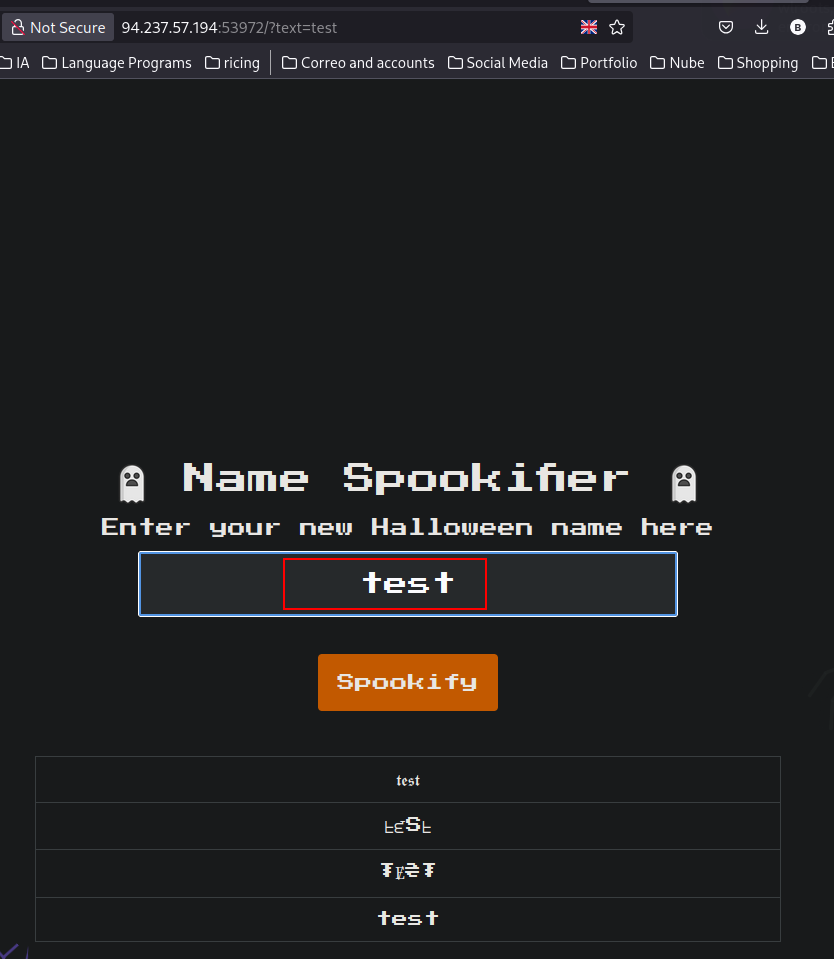 Not Secure 94.237.57.194:53972/?text=test B
IA Language Programs ricing Correo and accounts Social Media Portfolio Nube Shopping
Name Spookifier
Enter your new Halloween name here
test
Spookify
𝔱𝔢𝔰𝔱
test